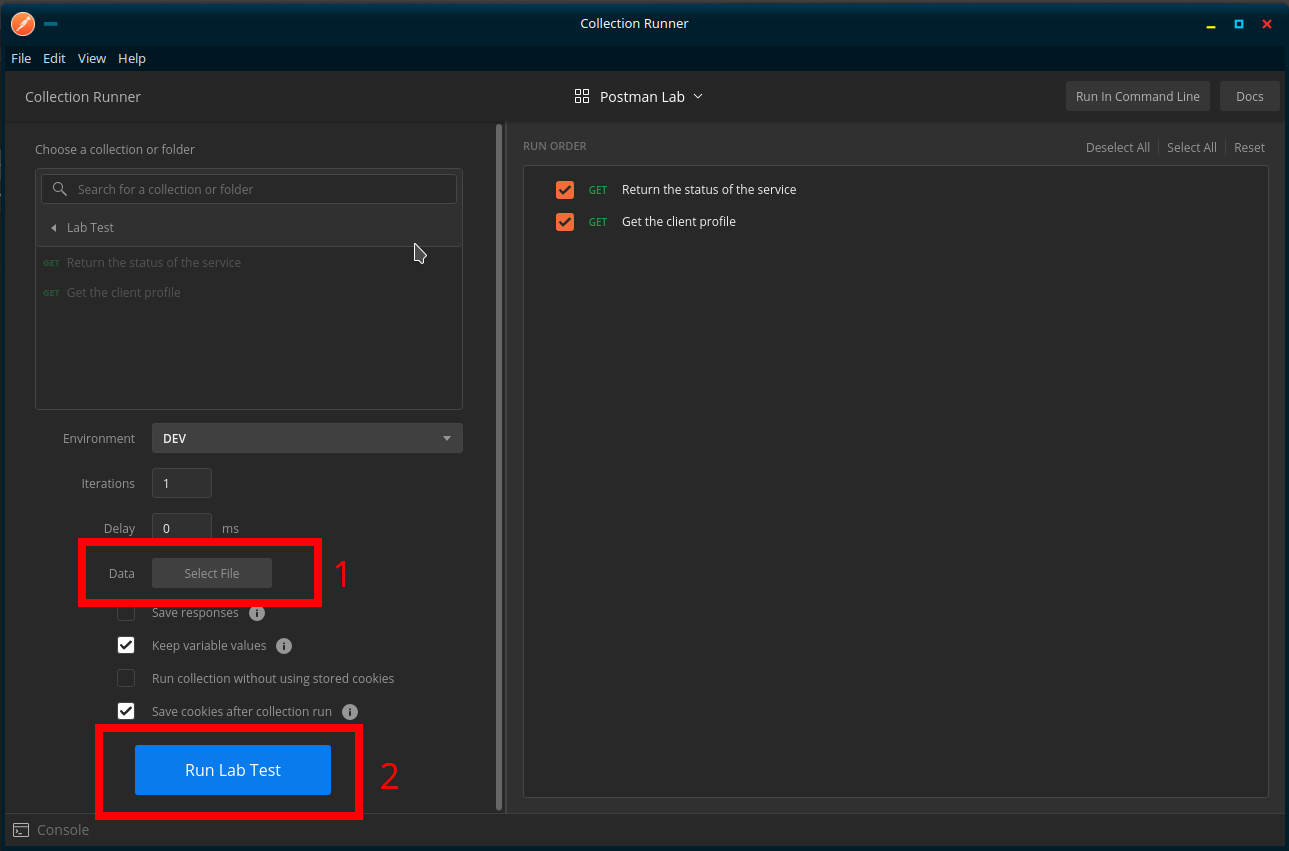 Collection Runner
File Edit View Help
Collection Runner
Postman Lab
Run In Command Line
Docs
Choose a collection or folder
Search for a collection or folder
Lab Test
GET Return the status of the service
GET Get the client profile
Environment DEV
Iterations 1
Delay 0 ms
Data Select File
1
Save responses
Keep variable values
Run collection without using stored cookies
Save cookies after collection run
Run Lab Test
2
RUN ORDER
Deselect All Select All Reset
GET Return the status of the service
GET Get the client profile
Console